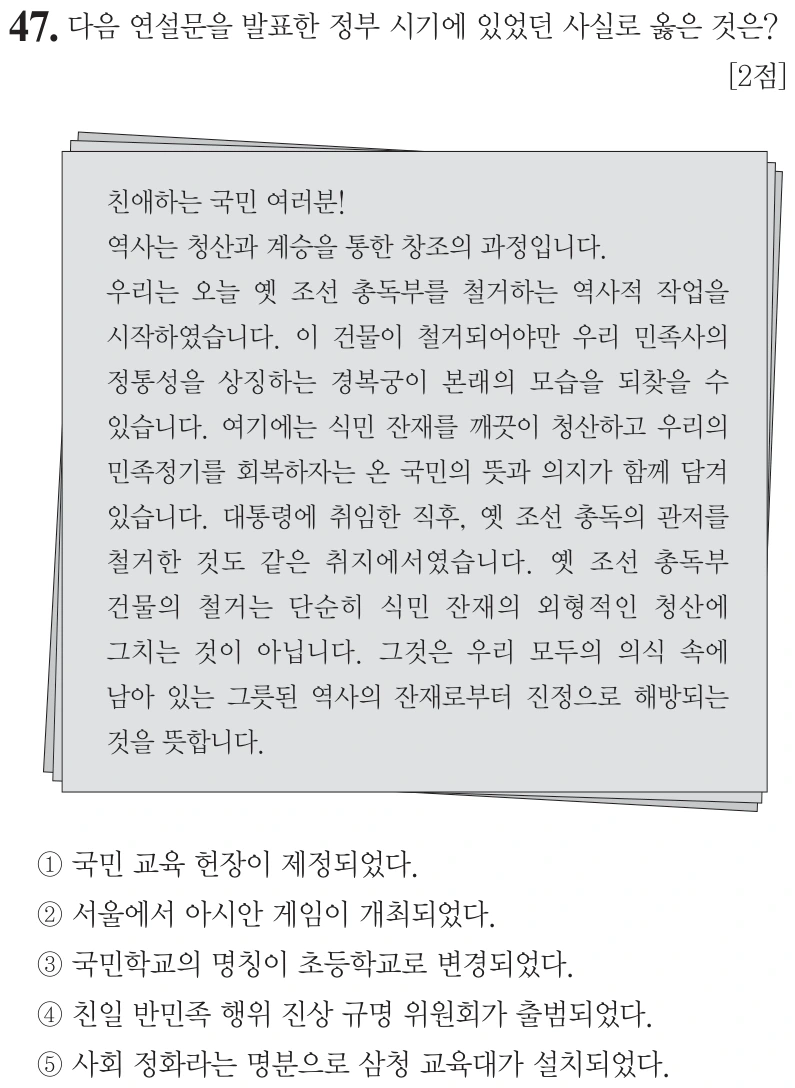 47. 다음 연설문을 발표한 정부 시기에 있었던 사실로 옳은 것은?
[2점]
친애하는 국민 여러분!
역사는 청산과 계승을 통한 창조의 과정입니다.
우리는 오늘 옛 조선 총독부를 철거하는 역사적 작업을
시작하였습니다. 이 건물이 철거되어야만 우리 민족사의
정통성을 상징하는 경복궁이 본래의 모습을 되찾을 수
있습니다. 여기에는 식민 잔재를 깨끗이 청산하고 우리의
민족정기를 회복하자는 온 국민의 뜻과 의지가 함께 담겨
있습니다. 대통령에 취임한 직후, 옛 조선 총독의 관저를
철거한 것도 같은 취지에서였습니다. 옛 조선 총독부
건물의 철거는 단순히 식민 잔재의 외형적인 청산에
그치는 것이 아닙니다. 그것은 우리 모두의 의식 속에
남아 있는 그릇된 역사의 잔재로부터 진정으로 해방되는
것을 뜻합니다.
① 국민 교육 헌장이 제정되었다.
② 서울에서 아시안 게임이 개최되었다.
③ 국민학교의 명칭이 초등학교로 변경되었다.
④ 친일 반민족 행위 진상 규명 위원회가 출범되었다.
⑤ 사회 정화라는 명분으로 삼청 교육대가 설치되었다.